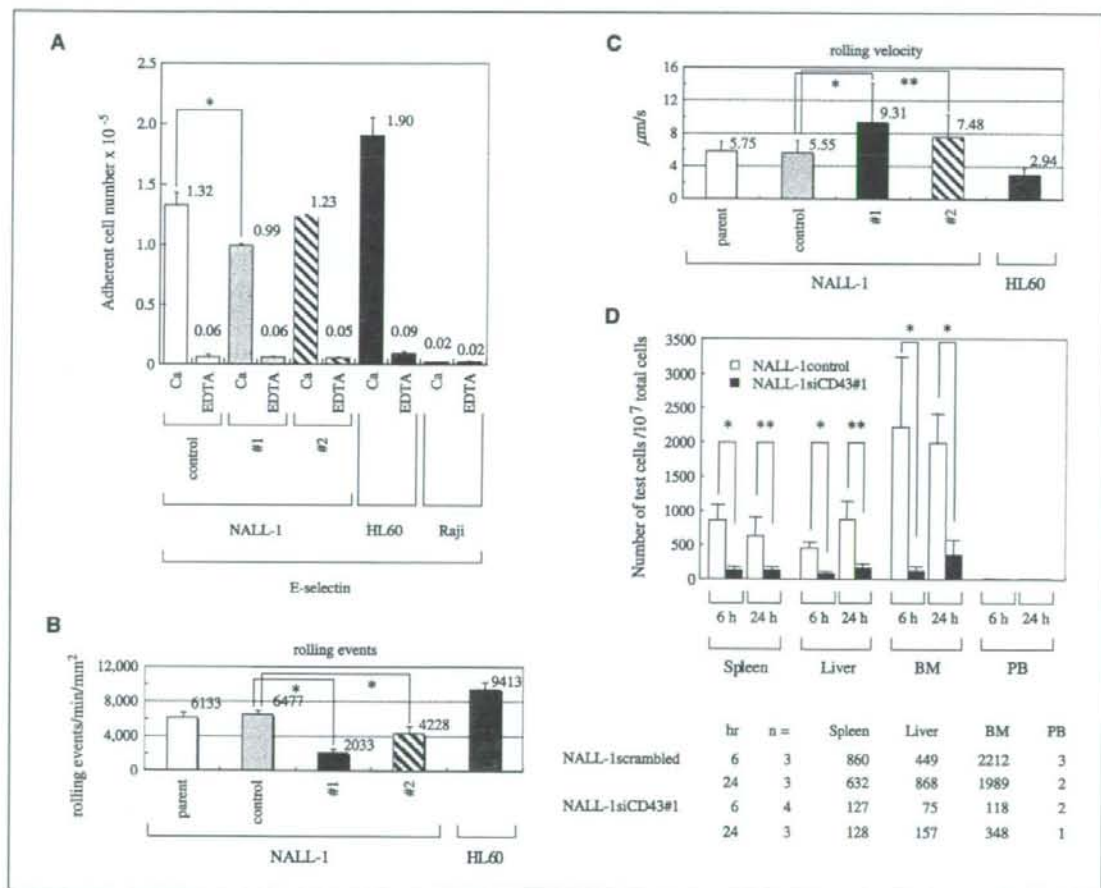 A
Adherent cell number x 10⁻⁵
2.5
2.0
1.5
1.0
0.5
0
*
1.32
0.06
0.99
0.06
1.23
0.05
1.90
0.09
0.02
0.02
Ca
EDTA
Ca
EDTA
Ca
EDTA
Ca
EDTA
Ca
EDTA
control
#1
#2
NALL-1
HL60
Raji
E-selectin
B
rolling events
rolling events/min/mm²
12,000
8,000
4,000
0
6133
6477
*
2033
*
4228
9413
parent
control
#1
#2
NALL-1
HL60
C
rolling velocity
μm/s
16
12
8
4
0
5.75
5.55
*
9.31
**
7.48
2.94
parent
control
#1
#2
NALL-1
HL60
D
Number of test cells /10⁷ total cells
3500
3000
2500
2000
1500
1000
500
0
NALL-1control
NALL-1siCD43#1
*
**
*
**
*
*
6 h
24 h
6 h
24 h
6 h
24 h
6 h
24 h
Spleen
Liver
BM
PB
hr n = Spleen Liver BM PB
NALL-1scrambled 6 3 860 449 2212 3
24 3 632 868 1989 2
NALL-1siCD43#1 6 4 127 75 118 2
24 3 128 157 348 1